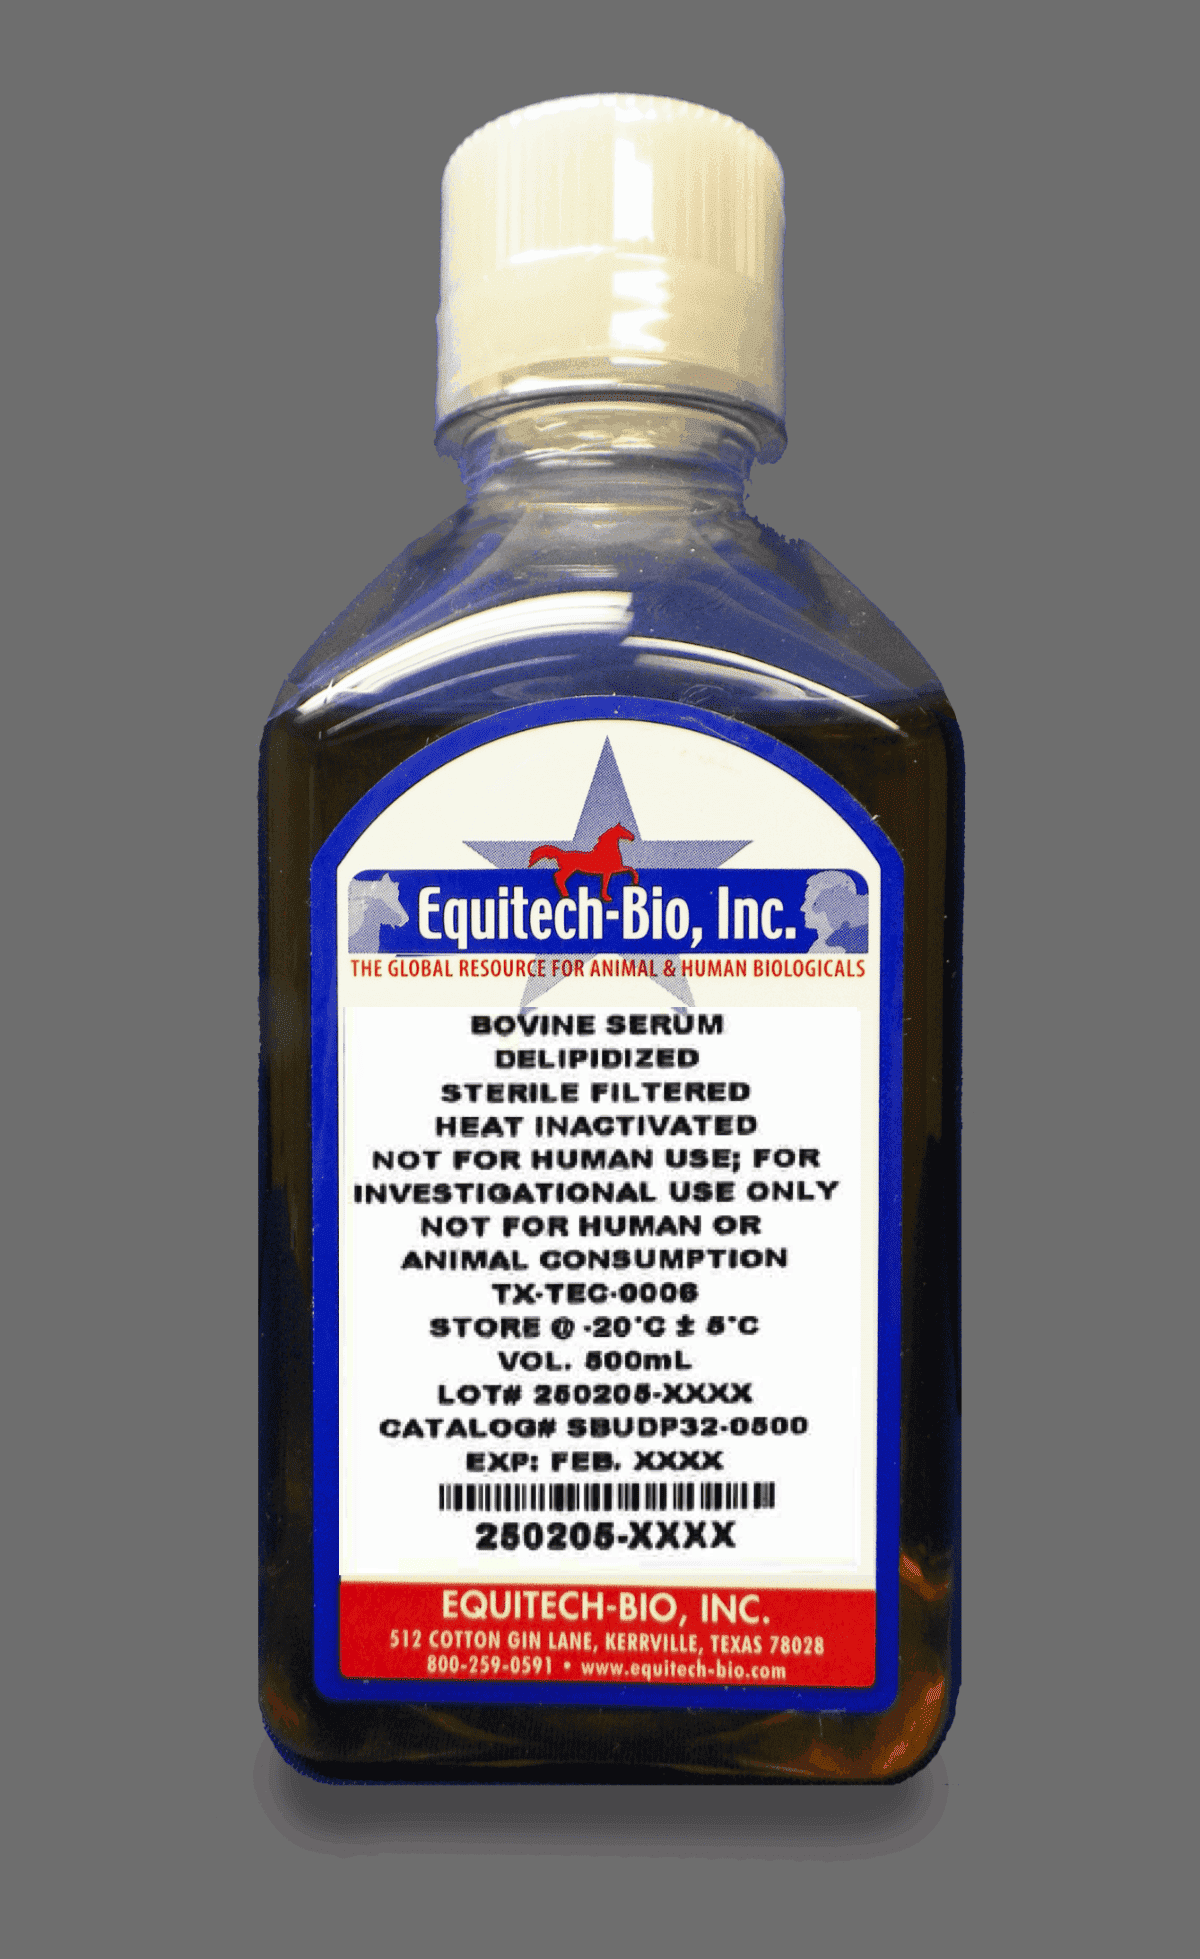 Equitech-Bio, Inc.
THE GLOBAL RESOURCE FOR ANIMAL & HUMAN BIOLOGICALS
BOVINE SERUM
DELIPIDIZED
STERILE FILTERED
HEAT INACTIVATED
NOT FOR HUMAN USE; FOR
INVESTIGATIONAL USE ONLY
NOT FOR HUMAN OR
ANIMAL CONSUMPTION
TX-TEC-0006
STORE @ -20°C ± 5°C
VOL. 500mL
LOT# 250205-XXXX
CATALOG# SBUDP32-0500
EXP: FEB. XXXX
250205-XXXX
EQUITECH-BIO, INC.
512 COTTON GIN LANE, KERRVILLE, TEXAS 78028
800-259-0591 • www.equitech-bio.com